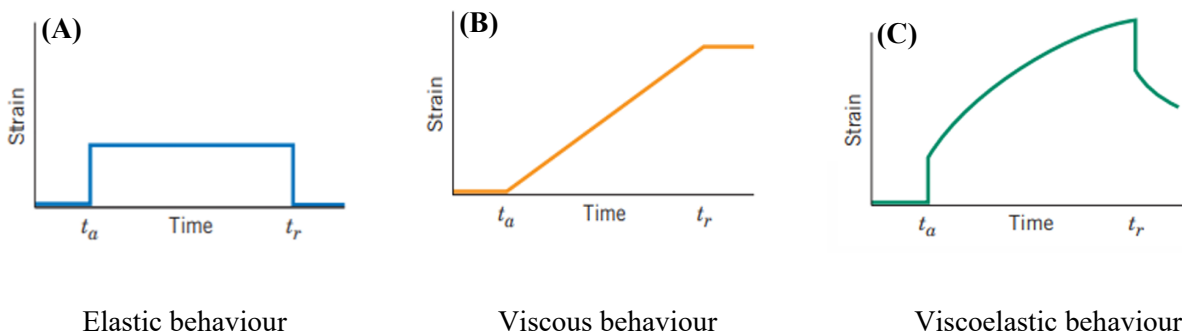 (A)
Strain
t_a
Time
t_r
Elastic behaviour
(B)
Strain
t_a
Time
t_r
Viscous behaviour
(C)
Strain
t_a
Time
t_r
Viscoelastic behaviour